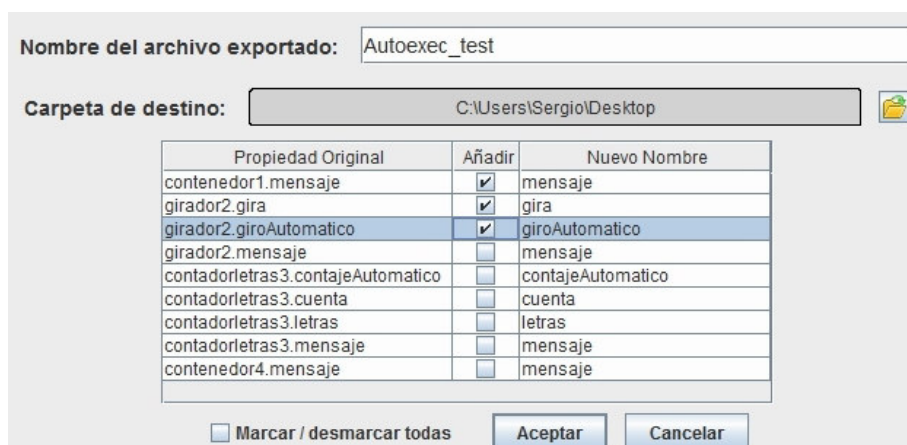 Nombre del archivo exportado: Autoexec_test
Carpeta de destino: C:\Users\Sergio\Desktop
Propiedad Original Añadir Nuevo Nombre
contenedor1.mensaje mensaje
girador2.gira gira
girador2.giroAutomatico giroAutomatico
girador2.mensaje mensaje
contadorletras3.contajeAutomatico contajeAutomatico
contadorletras3.cuenta cuenta
contadorletras3.letras letras
contadorletras3.mensaje mensaje
contenedor4.mensaje mensaje
Marcar / desmarcar todas Aceptar Cancelar